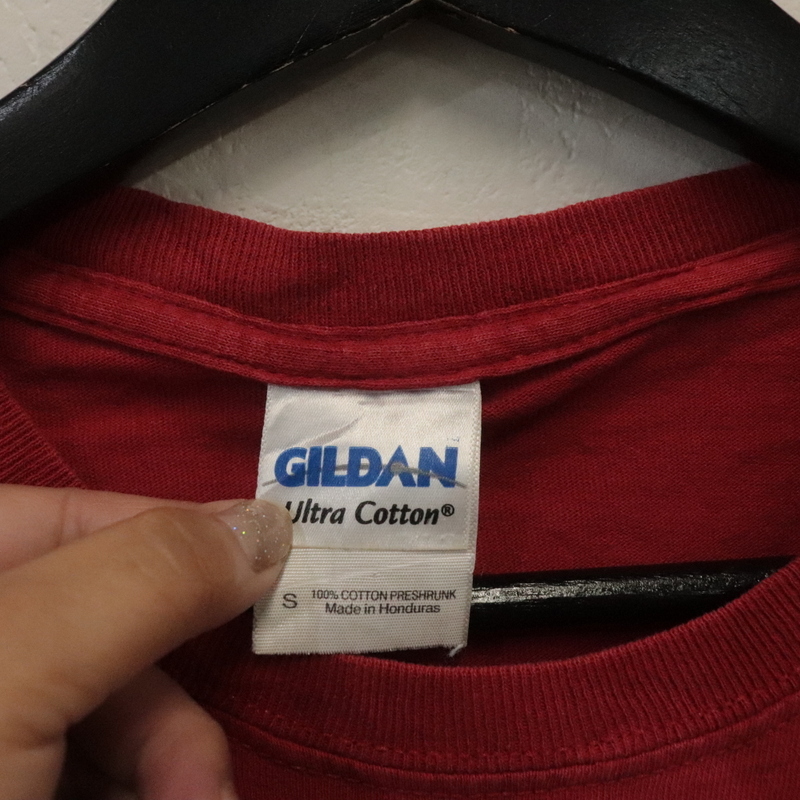 GILDAN
Ultra Cotton®
S 100% COTTON PRESHRUNK
Made in Honduras